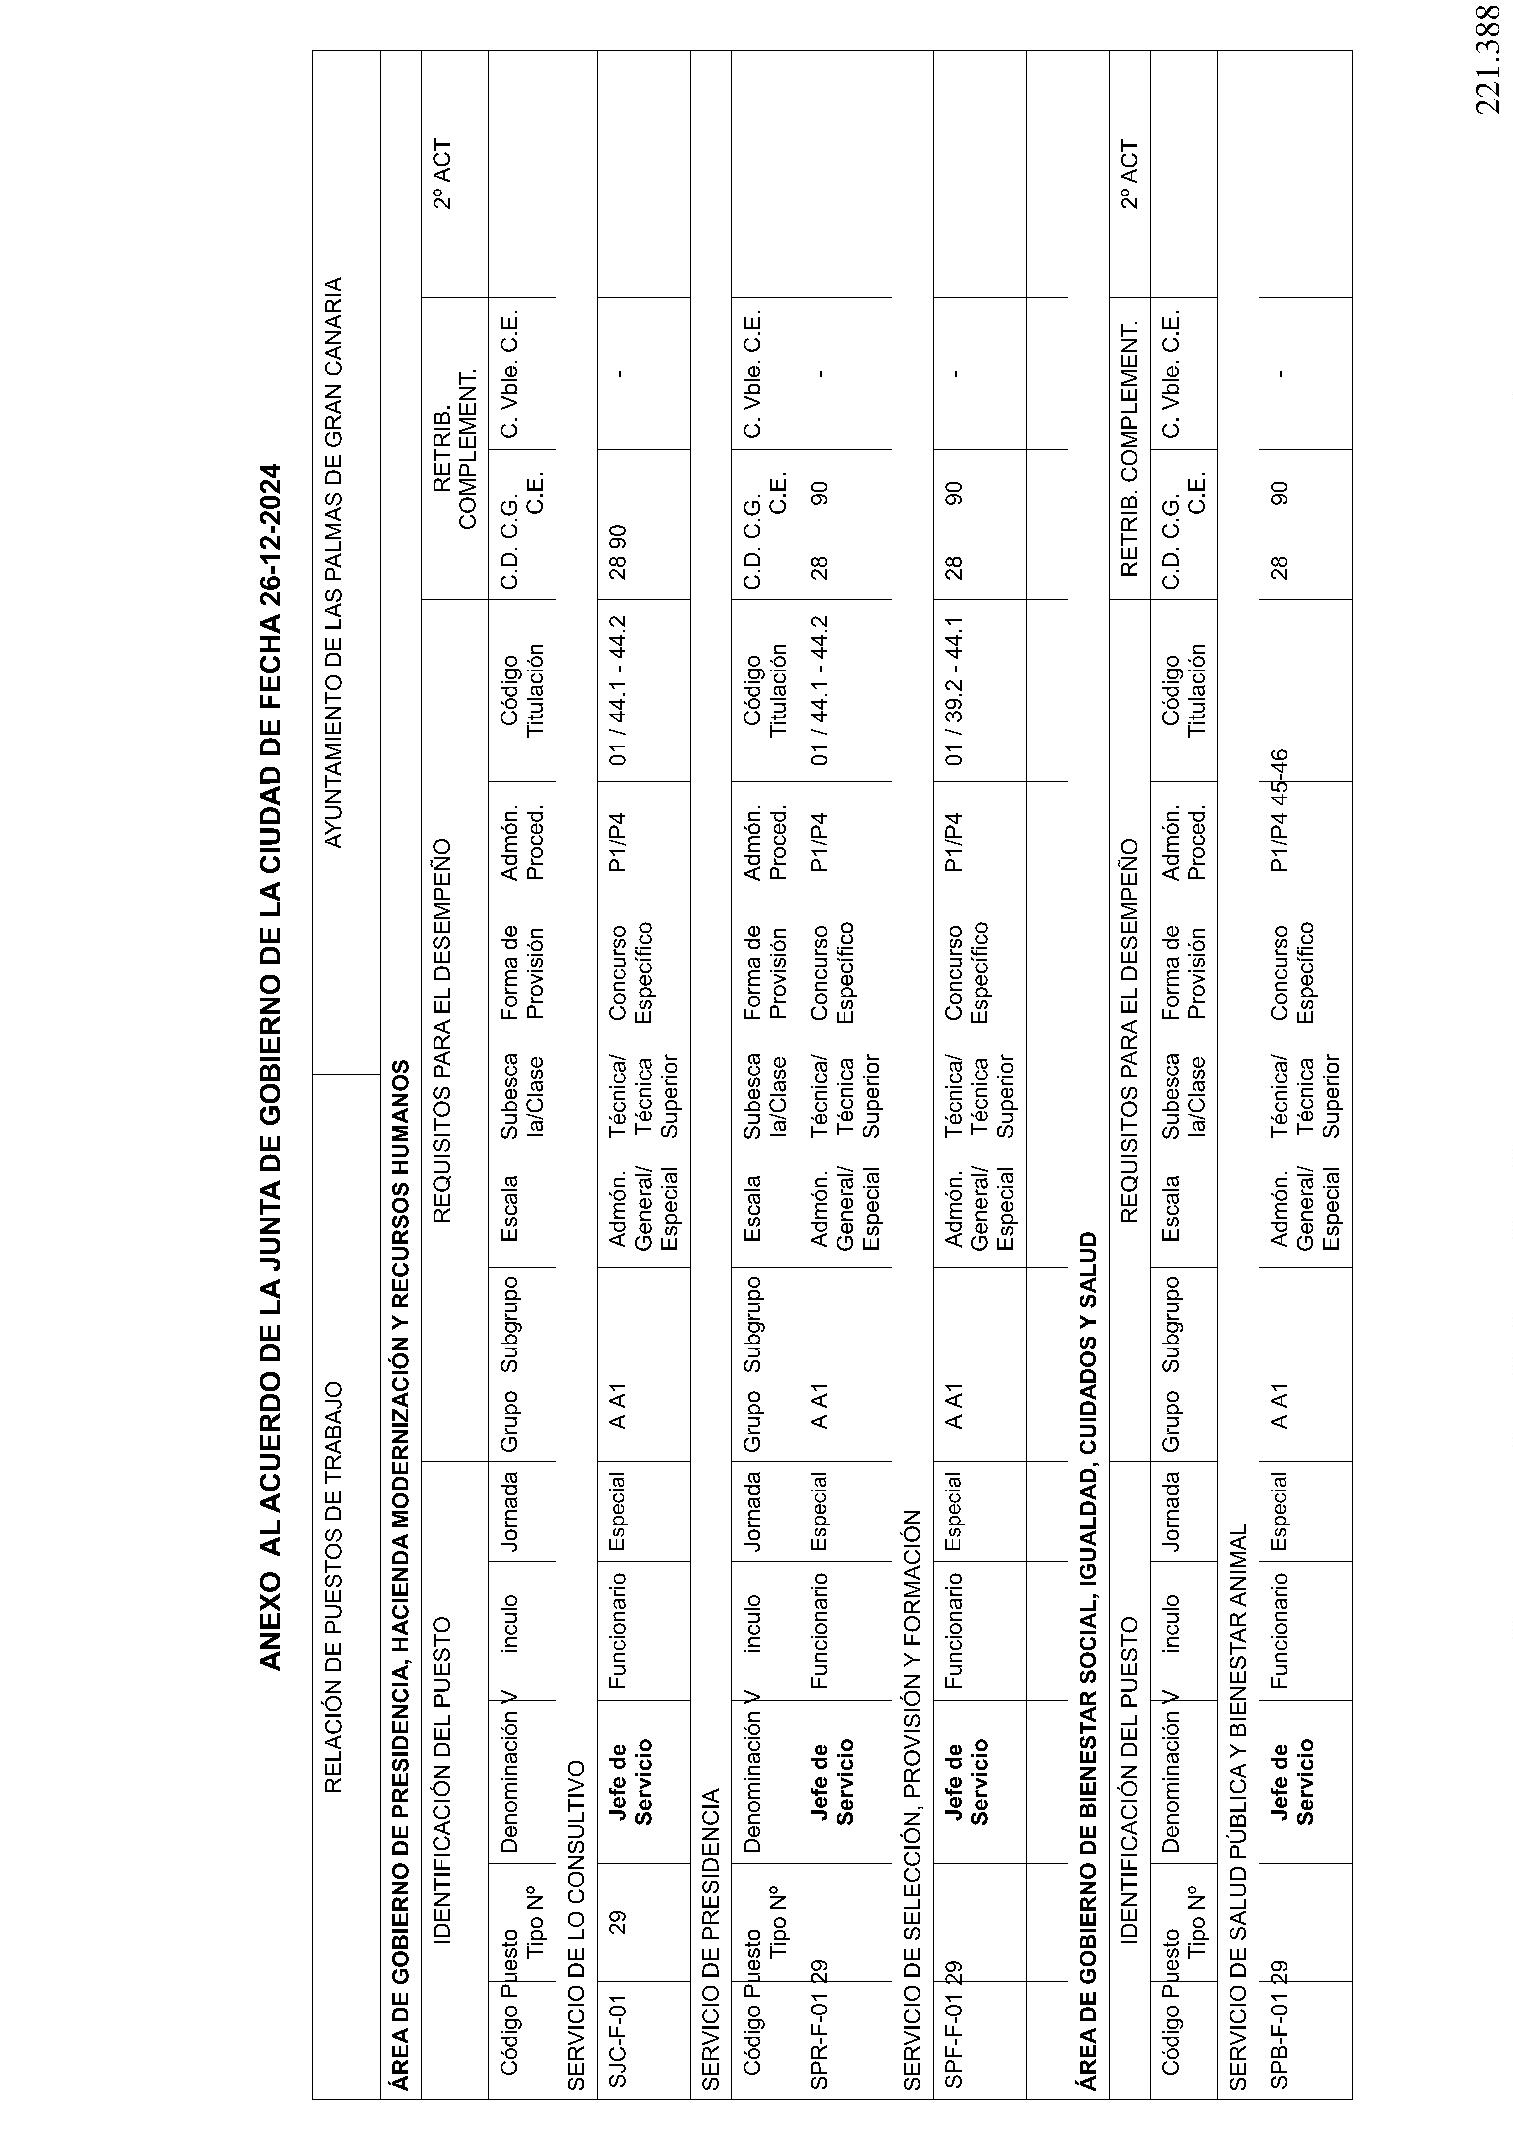 ANEXO AL ACUERDO DE LA JUNTA DE GOBIERNO DE LA CIUDAD DE FECHA 26-12-2024
RELACIÓN DE PUESTOS DE TRABAJO AYUNTAMIENTO DE LAS PALMAS DE GRAN CANARIA
ÁREA DE GOBIERNO DE PRESIDENCIA, HACIENDA MODERNIZACIÓN Y RECURSOS HUMANOS
IDENTIFICACIÓN DEL PUESTO REQUISITOS PARA EL DESEMPEÑO RETRIB. 2º ACT
COMPLEMENT.
Código Puesto Denominación V inculo Jornada Grupo Subgrupo Escala Subesca Forma de Admón. Código C.D. C.G. C. Vble. C.E.
Tipo Nº la/Clase Provisión Proced. Titulación C.E.
SERVICIO DE LO CONSULTIVO
SJC-F-01 29 Jefe de Funcionario Especial A A1 Admón. Técnica/ Concurso P1/P4 01 / 44.1 - 44.2 28 90 -
Servicio General/ Técnica Específico
Especial Superior
SERVICIO DE PRESIDENCIA
Código Puesto Denominación V inculo Jornada Grupo Subgrupo Escala Subesca Forma de Admón. Código C.D. C.G. C. Vble. C.E.
Tipo Nº la/Clase Provisión Proced. Titulación C.E.
SPR-F-01 29 Jefe de Funcionario Especial A A1 Admón. Técnica/ Concurso P1/P4 01 / 44.1 - 44.2 28 90 -
Servicio General/ Técnica Específico
Especial Superior
SERVICIO DE SELECCIÓN, PROVISIÓN Y FORMACIÓN
SPF-F-01 29 Jefe de Funcionario Especial A A1 Admón. Técnica/ Concurso P1/P4 01 / 39.2 - 44.1 28 90 -
Servicio General/ Técnica Específico
Especial Superior
ÁREA DE GOBIERNO DE BIENESTAR SOCIAL, IGUALDAD, CUIDADOS Y SALUD
IDENTIFICACIÓN DEL PUESTO REQUISITOS PARA EL DESEMPEÑO RETRIB. COMPLEMENT. 2º ACT
Código Puesto Denominación V inculo Jornada Grupo Subgrupo Escala Subesca Forma de Admón. Código C.D. C.G. C. Vble. C.E.
Tipo Nº la/Clase Provisión Proced. Titulación C.E.
SERVICIO DE SALUD PÚBLICA Y BIENESTAR ANIMAL
SPB-F-01 29 Jefe de Funcionario Especial A A1 Admón. Técnica/ Concurso P1/P4 45-46 28 90 -
Servicio General/ Técnica Específico
Especial Superior
221.388